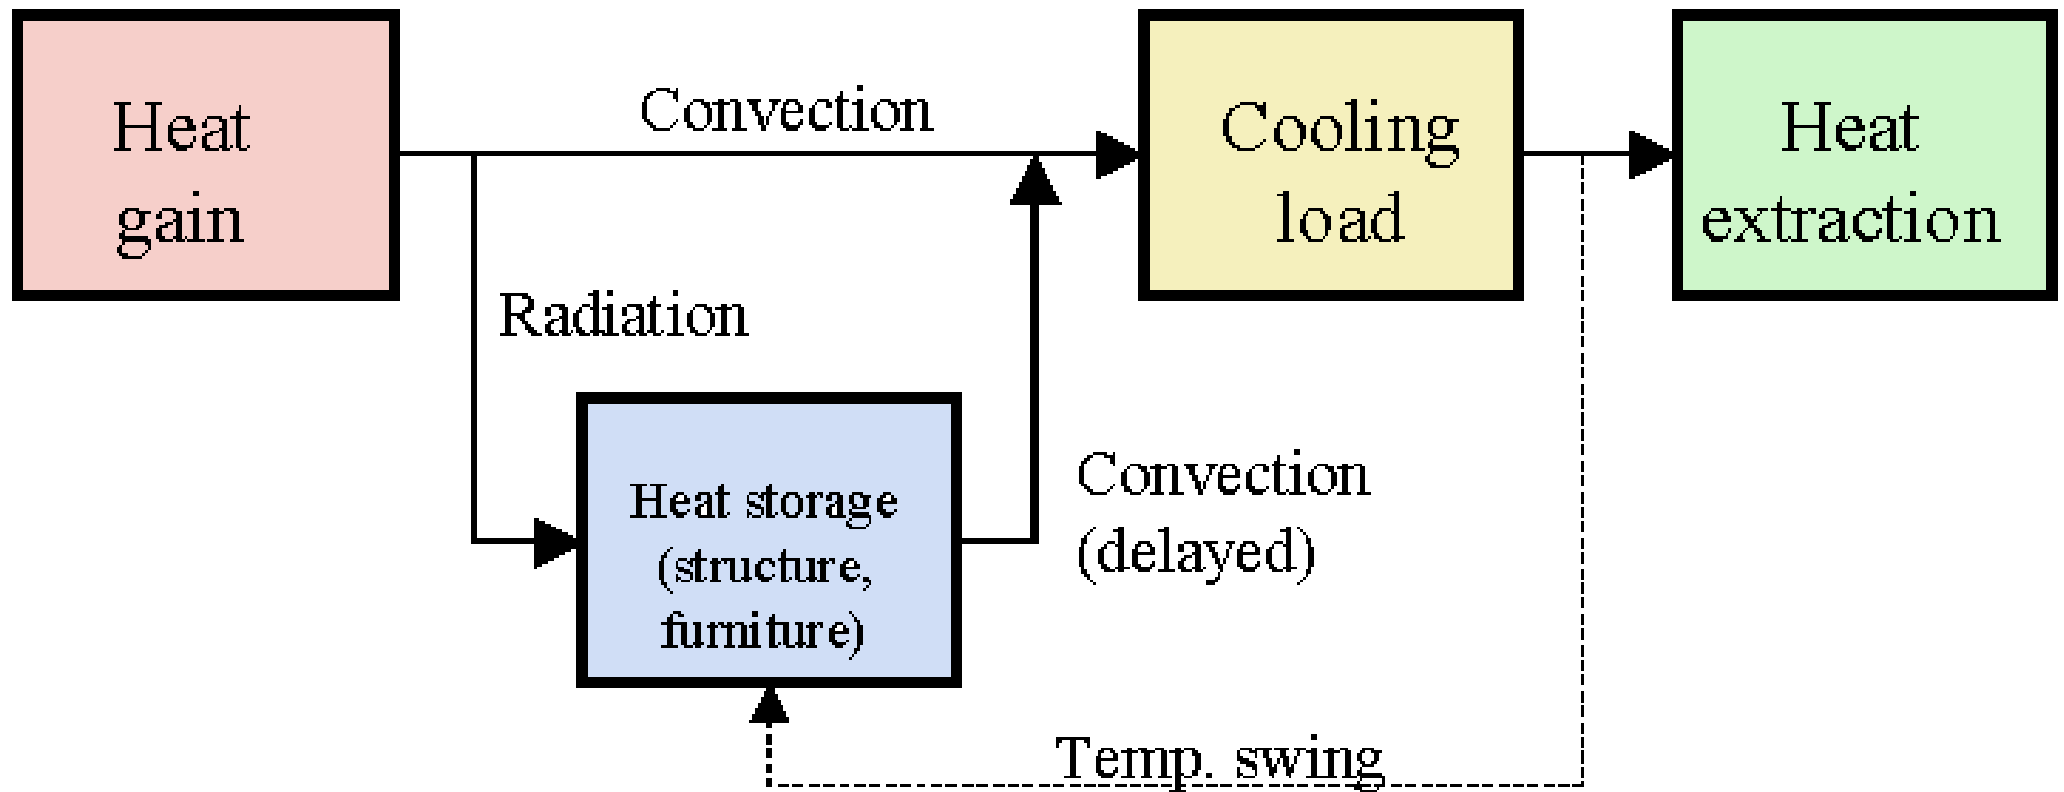 Heat
gain
Convection
Cooling
load
Heat
extraction
Radiation
Heat storage
(structure,
furniture)
Convection
(delayed)
Temp. swing